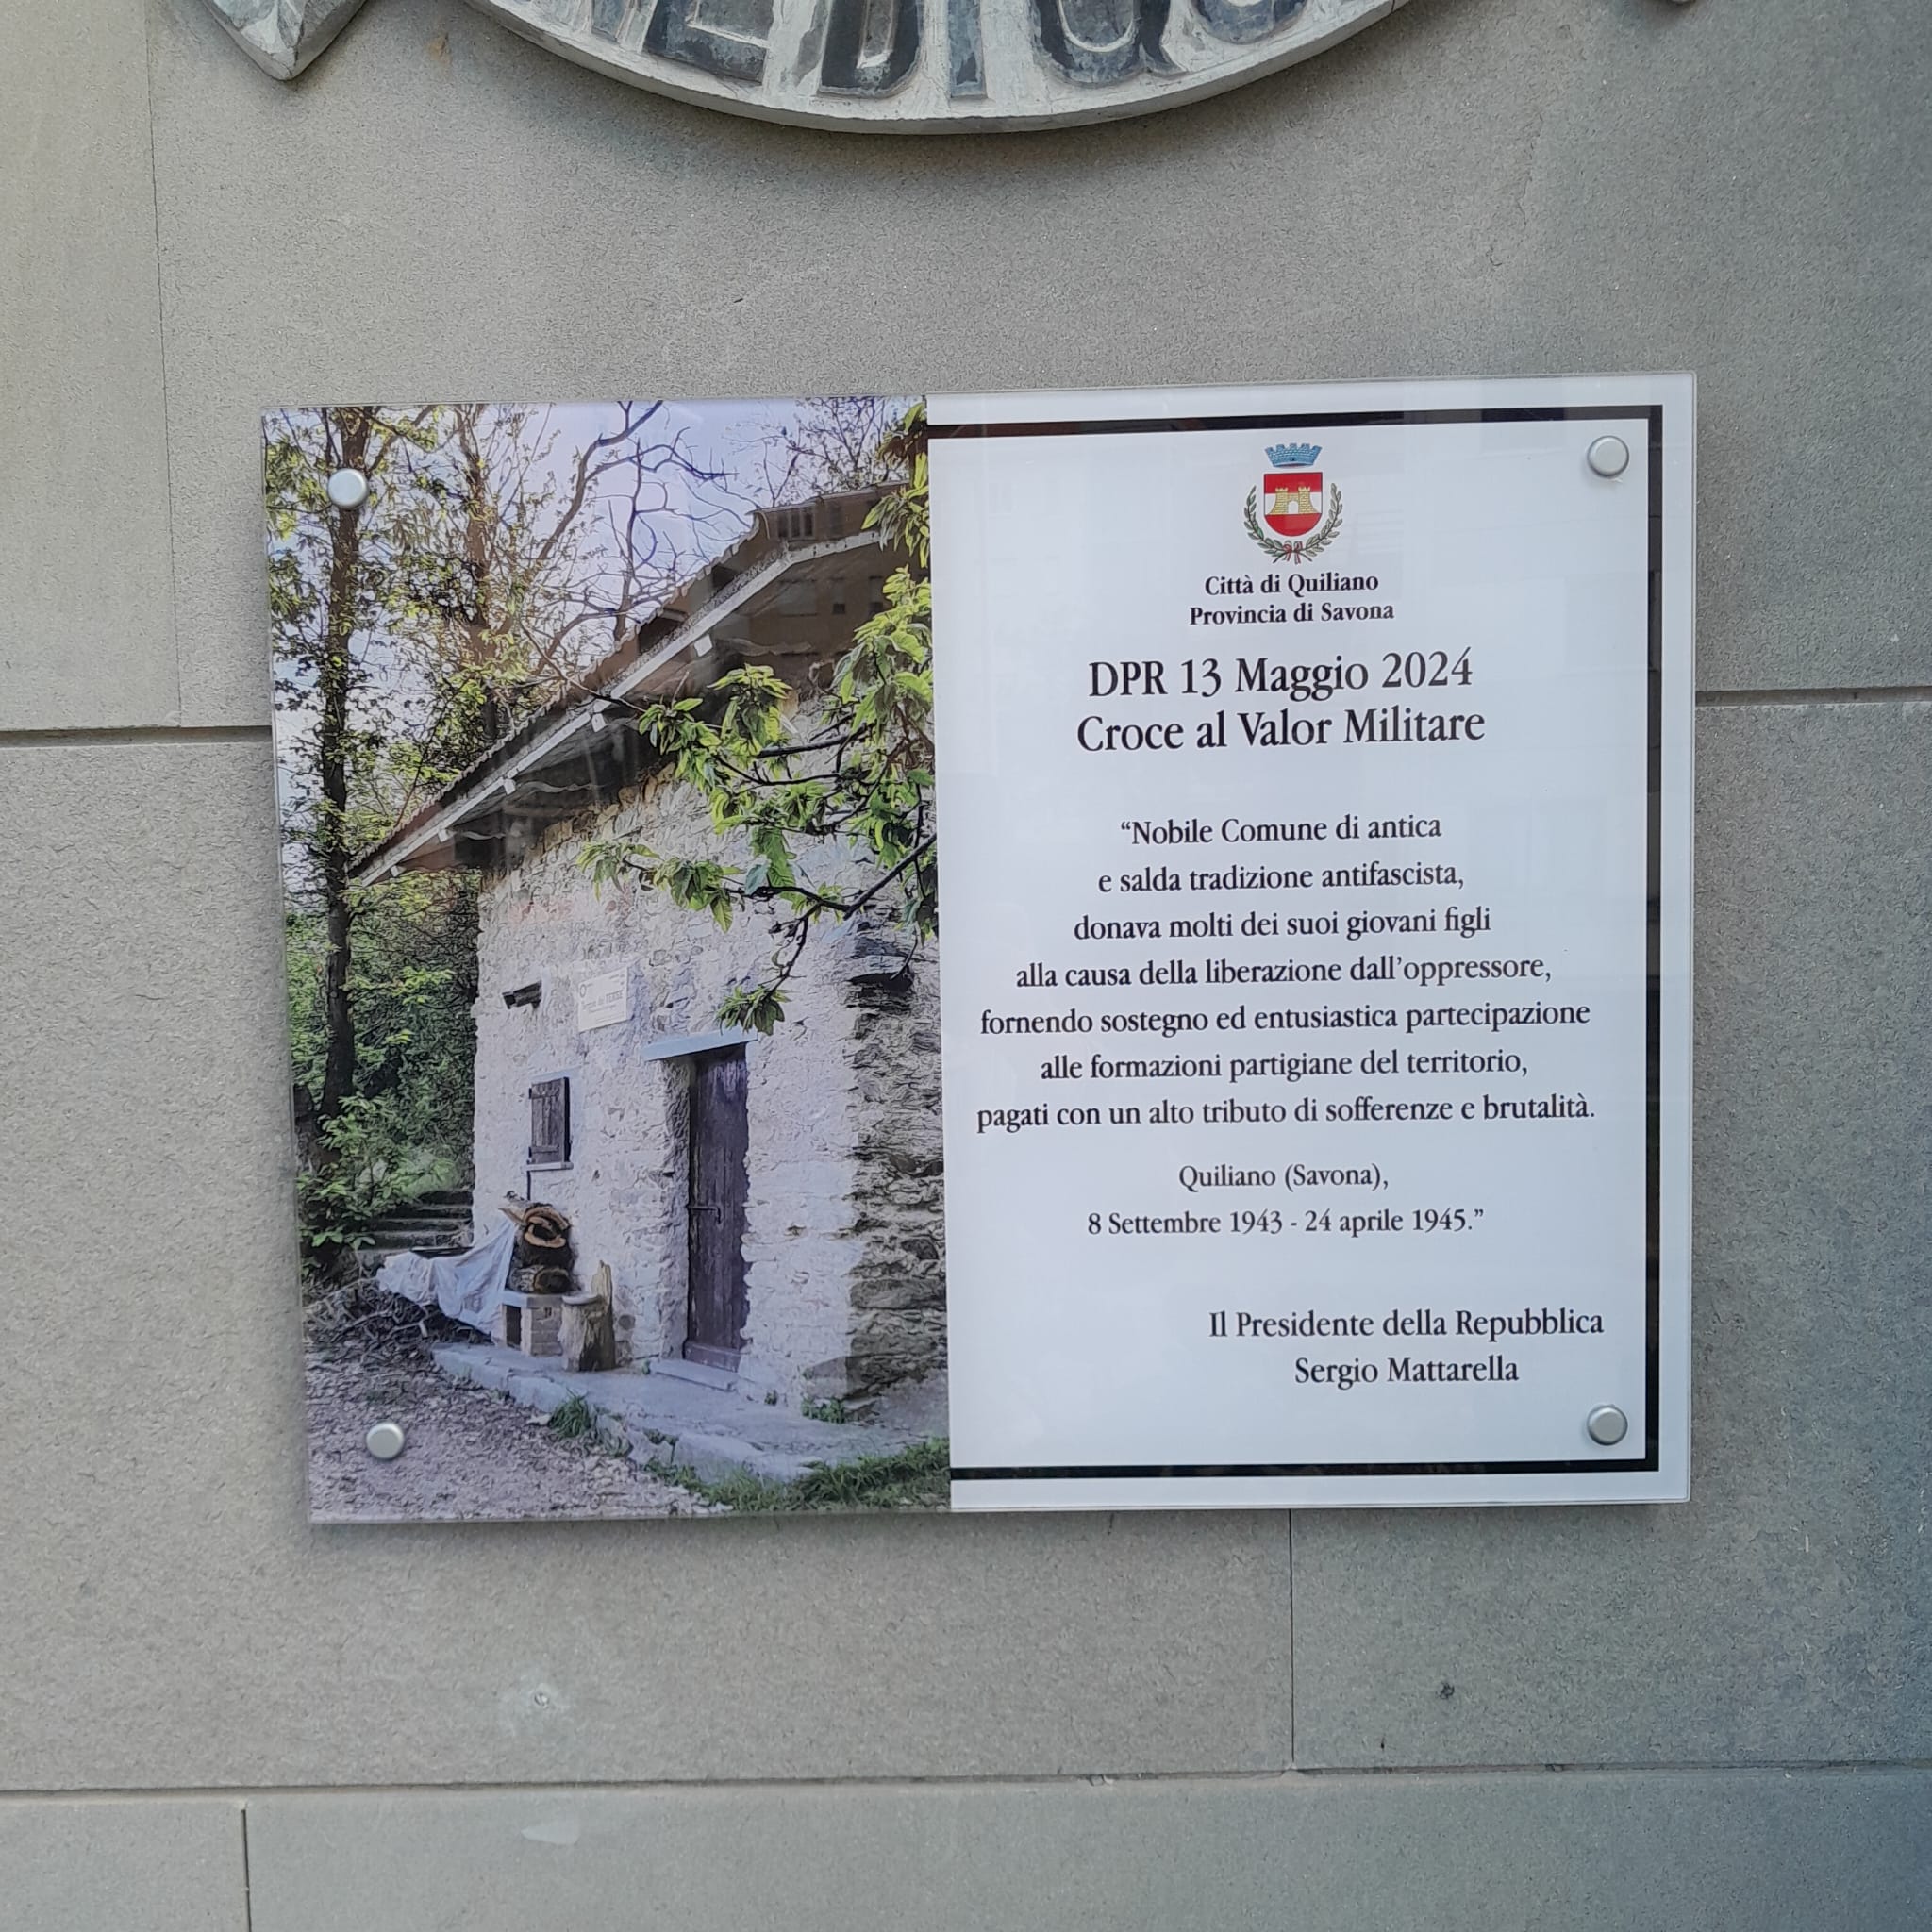 Città di Quiliano
Provincia di Savona
DPR 13 Maggio 2024
Croce al Valor Militare
“Nobile Comune di antica
e salda tradizione antifascista,
donava molti dei suoi giovani figli
alla causa della liberazione dall’oppressore,
fornendo sostegno ed entusiastica partecipazione
alle formazioni partigiane del territorio,
pagati con un alto tributo di sofferenze e brutalità.
Quiliano (Savona),
8 Settembre 1943 - 24 aprile 1945.”
Il Presidente della Repubblica
Sergio Mattarella